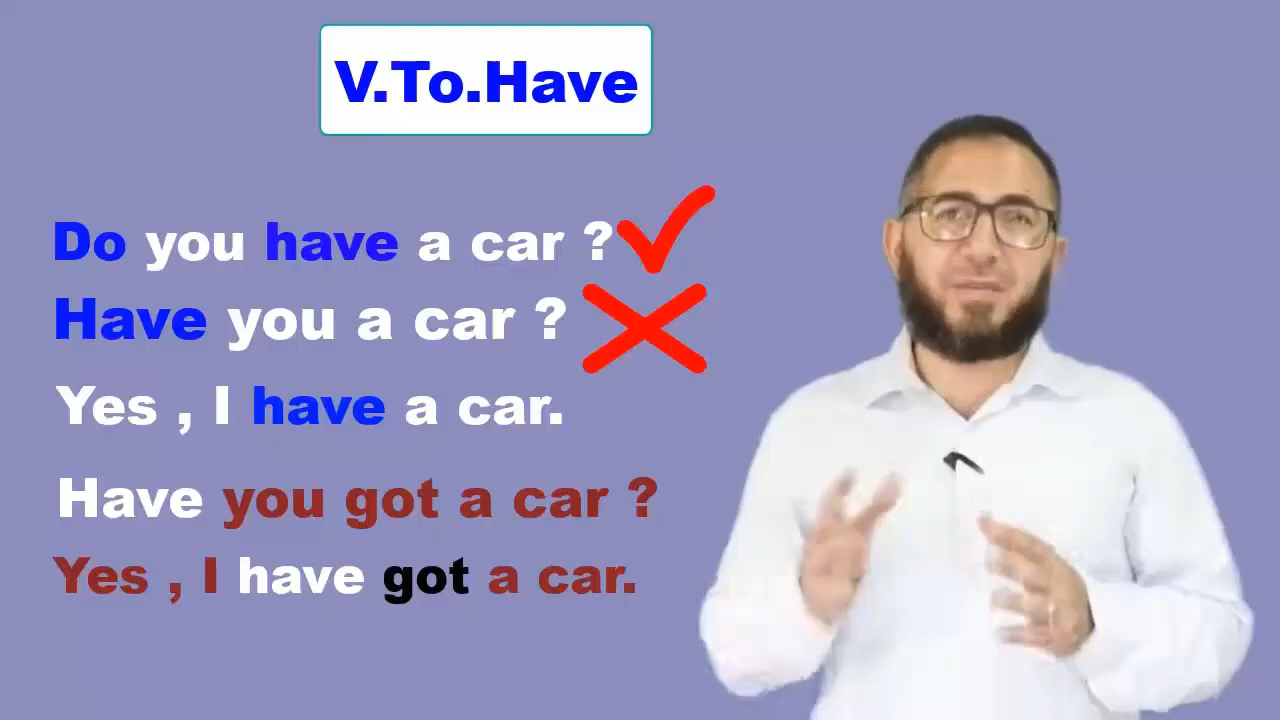 V.To.Have
Do you have a car ?
Have you a car ?
Yes , I have a car.
Have you got a car ?
Yes , I have got a car.